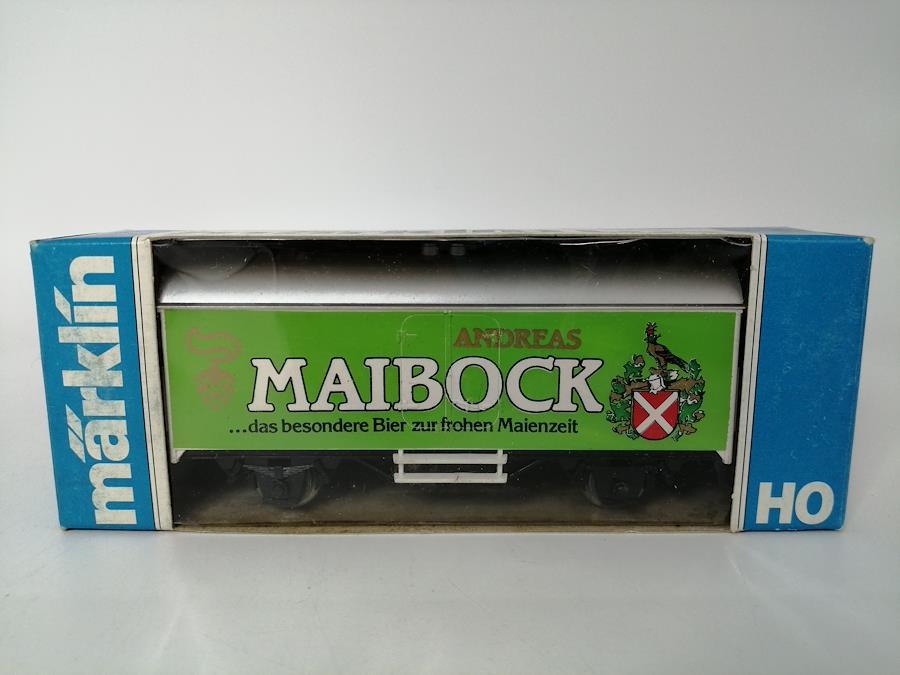 märklin
ANDREAS
MAIBOCK
...das besondere Bier zur frohen Maienzeit
HO